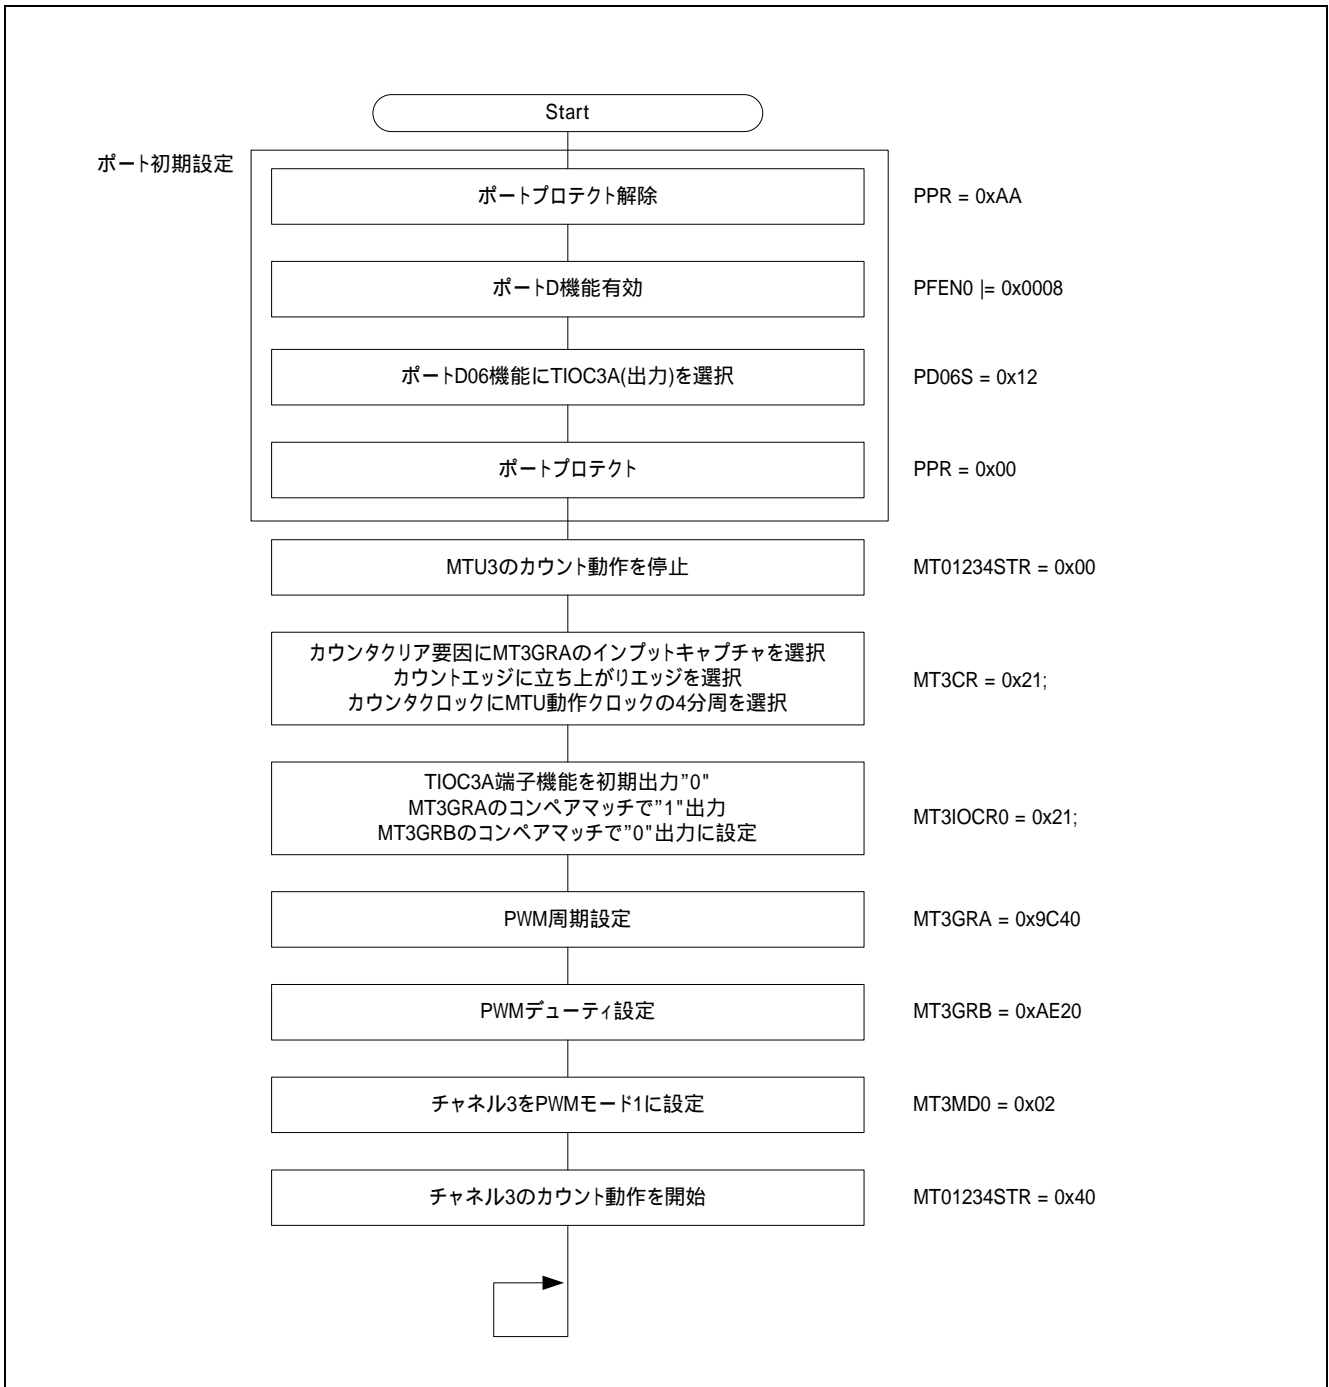 Start
ポート初期設定
ポートプロテクト解除
PPR = 0xAA
ポートD機能有効
PFEN0 |= 0x0008
ポートD06機能にTIOC3A(出力)を選択
PD06S = 0x12
ポートプロテクト
PPR = 0x00
MTU3のカウント動作を停止
MT01234STR = 0x00
カウンタクリア要因にMT3GRAのインプットキャプチャを選択
カウントエッジに立ち上がりエッジを選択
カウンタクロックにMTU動作クロックの4分周を選択
MT3CR = 0x21;
TIOC3A端子機能を初期出力”0"
MT3GRAのコンペアマッチで”1"出力
MT3GRBのコンペアマッチで”0"出力に設定
MT3IOCR0 = 0x21;
PWM周期設定
MT3GRA = 0x9C40
PWMデューティ設定
MT3GRB = 0xAE20
チャネル3をPWMモード1に設定
MT3MD0 = 0x02
チャネル3のカウント動作を開始
MT01234STR = 0x40